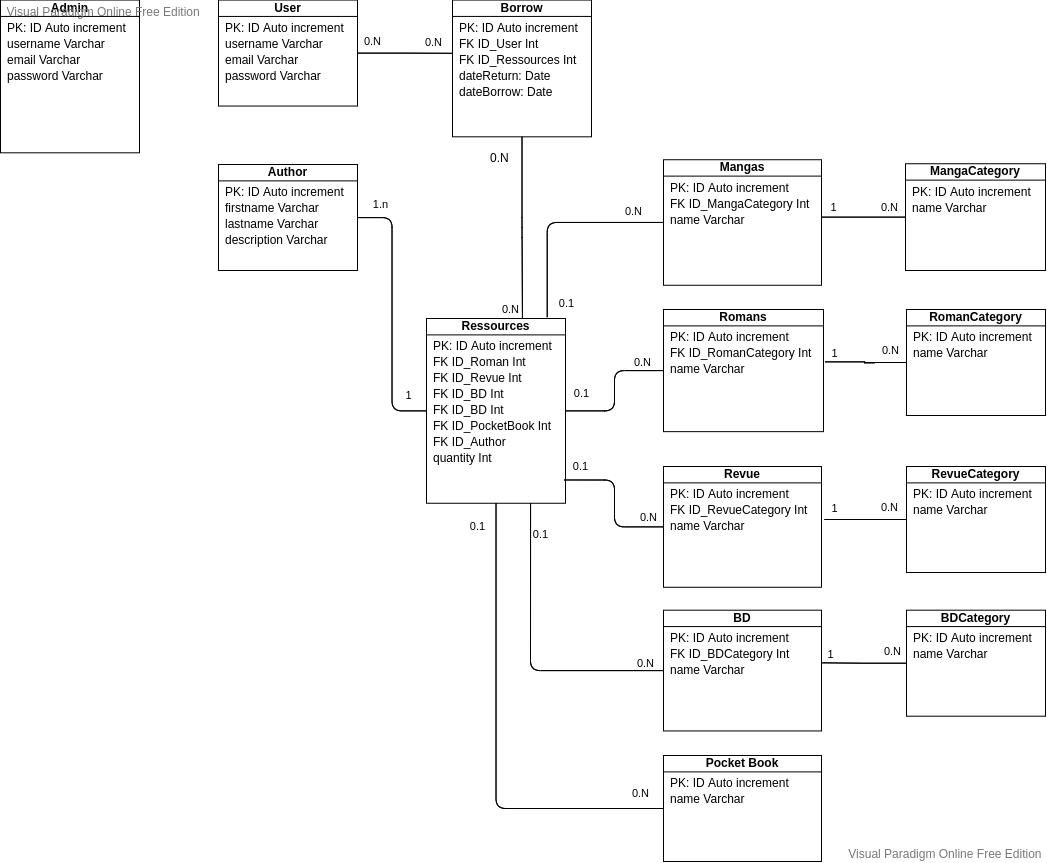 Admin
Visual Paradigm Online Free Edition
PK: ID Auto increment
username Varchar
email Varchar
password Varchar
User
PK: ID Auto increment
username Varchar
email Varchar
password Varchar
0.N
0.N
Borrow
PK: ID Auto increment
FK ID_User Int
FK ID_Ressources Int
dateReturn: Date
dateBorrow: Date
0.N
0.N
Author
PK: ID Auto increment
firstname Varchar
lastname Varchar
description Varchar
1.n
1
Ressources
PK: ID Auto increment
FK ID_Roman Int
FK ID_Revue Int
FK ID_BD Int
FK ID_BD Int
FK ID_PocketBook Int
FK ID_Author
quantity Int
0.1
0.N
Mangas
PK: ID Auto increment
FK ID_MangaCategory Int
name Varchar
1
0.N
MangaCategory
PK: ID Auto increment
name Varchar
0.1
0.N
Romans
PK: ID Auto increment
FK ID_RomanCategory Int
name Varchar
1
0.N
RomanCategory
PK: ID Auto increment
name Varchar
0.1
0.N
Revue
PK: ID Auto increment
FK ID_RevueCategory Int
name Varchar
1
0.N
RevueCategory
PK: ID Auto increment
name Varchar
0.1
0.N
BD
PK: ID Auto increment
FK ID_BDCategory Int
name Varchar
1
0.N
BDCategory
PK: ID Auto increment
name Varchar
0.1
0.N
Pocket Book
PK: ID Auto increment
name Varchar
Visual Paradigm Online Free Edition